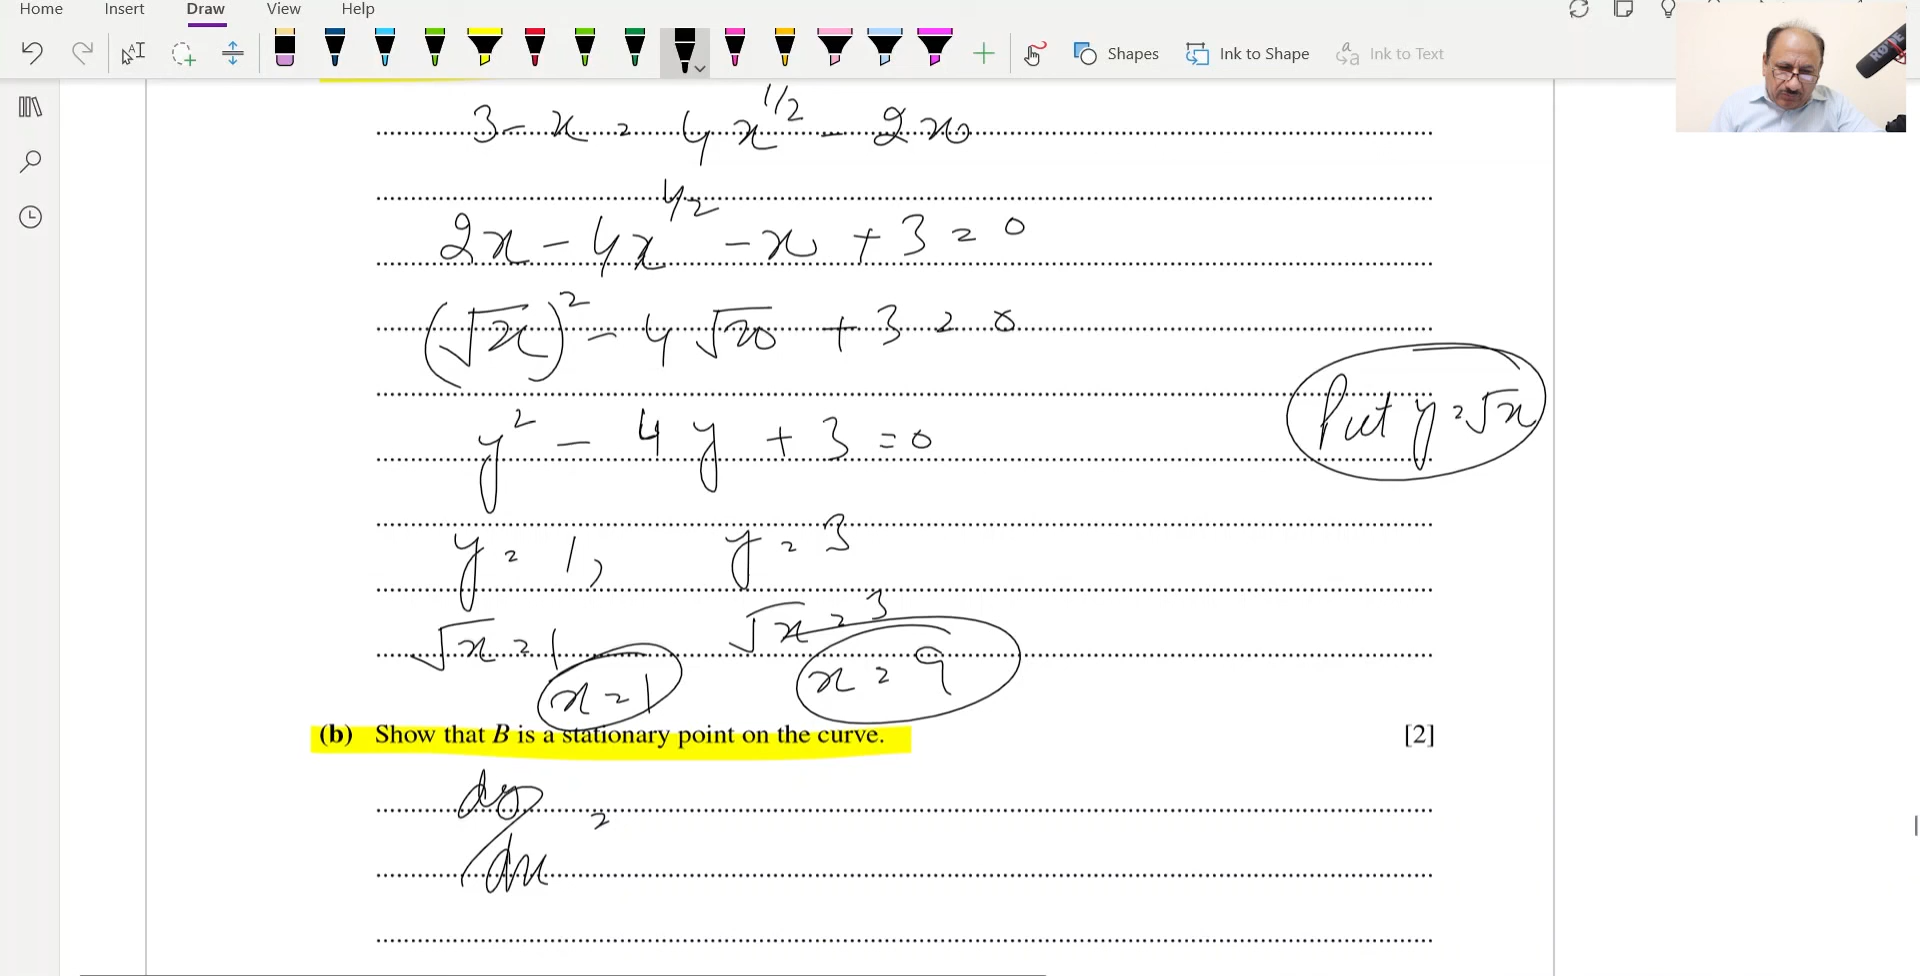 Home Insert Draw View Help
Shapes Ink to Shape Ink to Text
RODE
3 - x = 4x^{1/2} - 2x
2x - 4x^{1/2} - x + 3 = 0
(√x)² - 4√x + 3 = 0
Put y = √x
y² - 4y + 3 = 0
y = 1, y = 3
√x = 1 √x = 3
x = 1 x = 9
(b) Show that B is a stationary point on the curve. [2]
dy/dx =